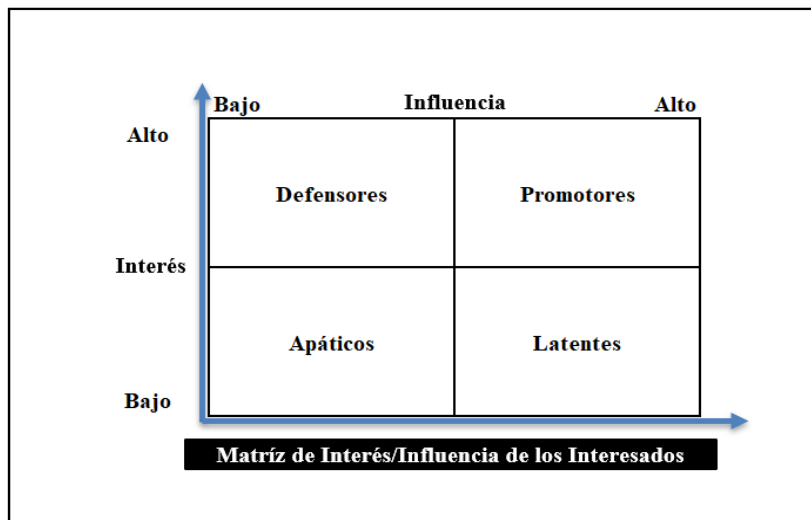 Bajo Influencia Alto
Alto
Defensores Promotores
Interés
Apáticos Latentes
Bajo
Matríz de Interés/Influencia de los Interesados